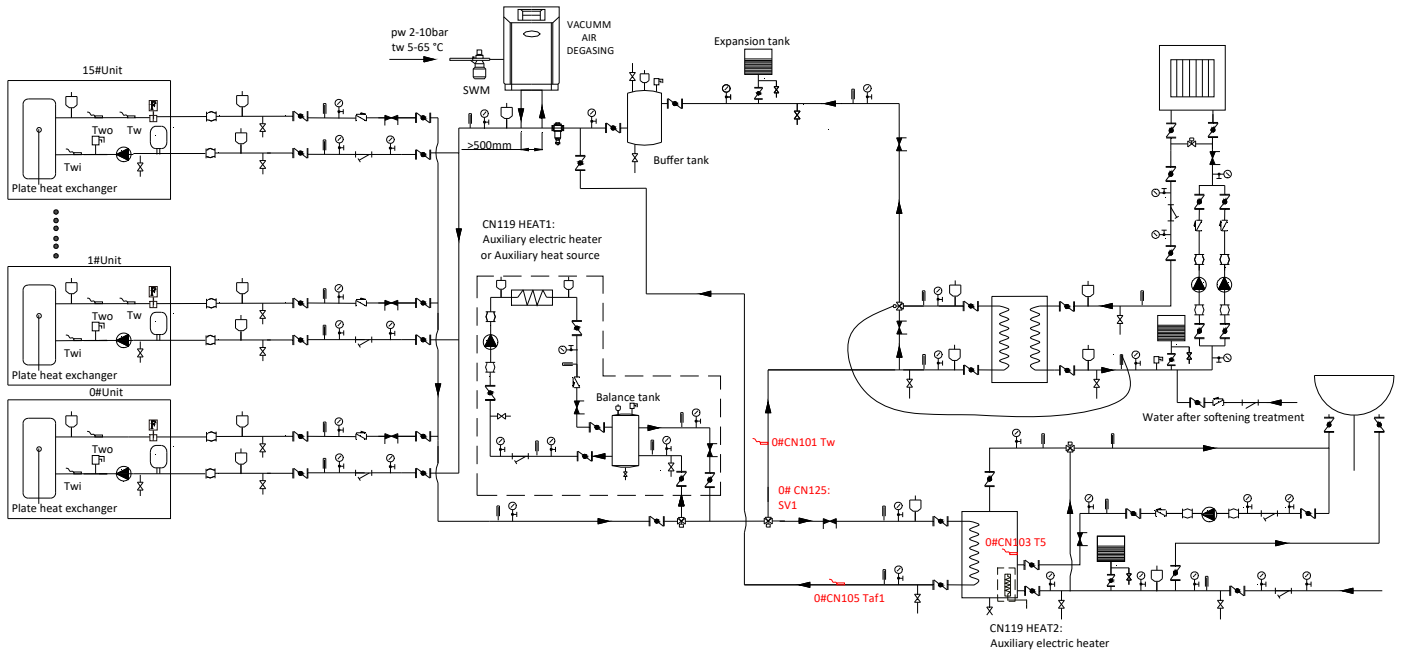 pw 2-10bar
tw 5-65 °C
SWM
VACUMM
AIR
DEGASING
Expansion tank
15#Unit
Two
Tw
Twi
Plate heat exchanger
>500mm
Buffer tank
1#Unit
Two
Tw
Twi
Plate heat exchanger
CN119 HEAT1:
Auxiliary electric heater
or Auxiliary heat source
Balance tank
0#Unit
Two
Twi
Plate heat exchanger
0#CN101 Tw
0# CN125:
SV1
Water after softening treatment
0#CN103 T5
0#CN105 Taf1
CN119 HEAT2:
Auxiliary electric heater